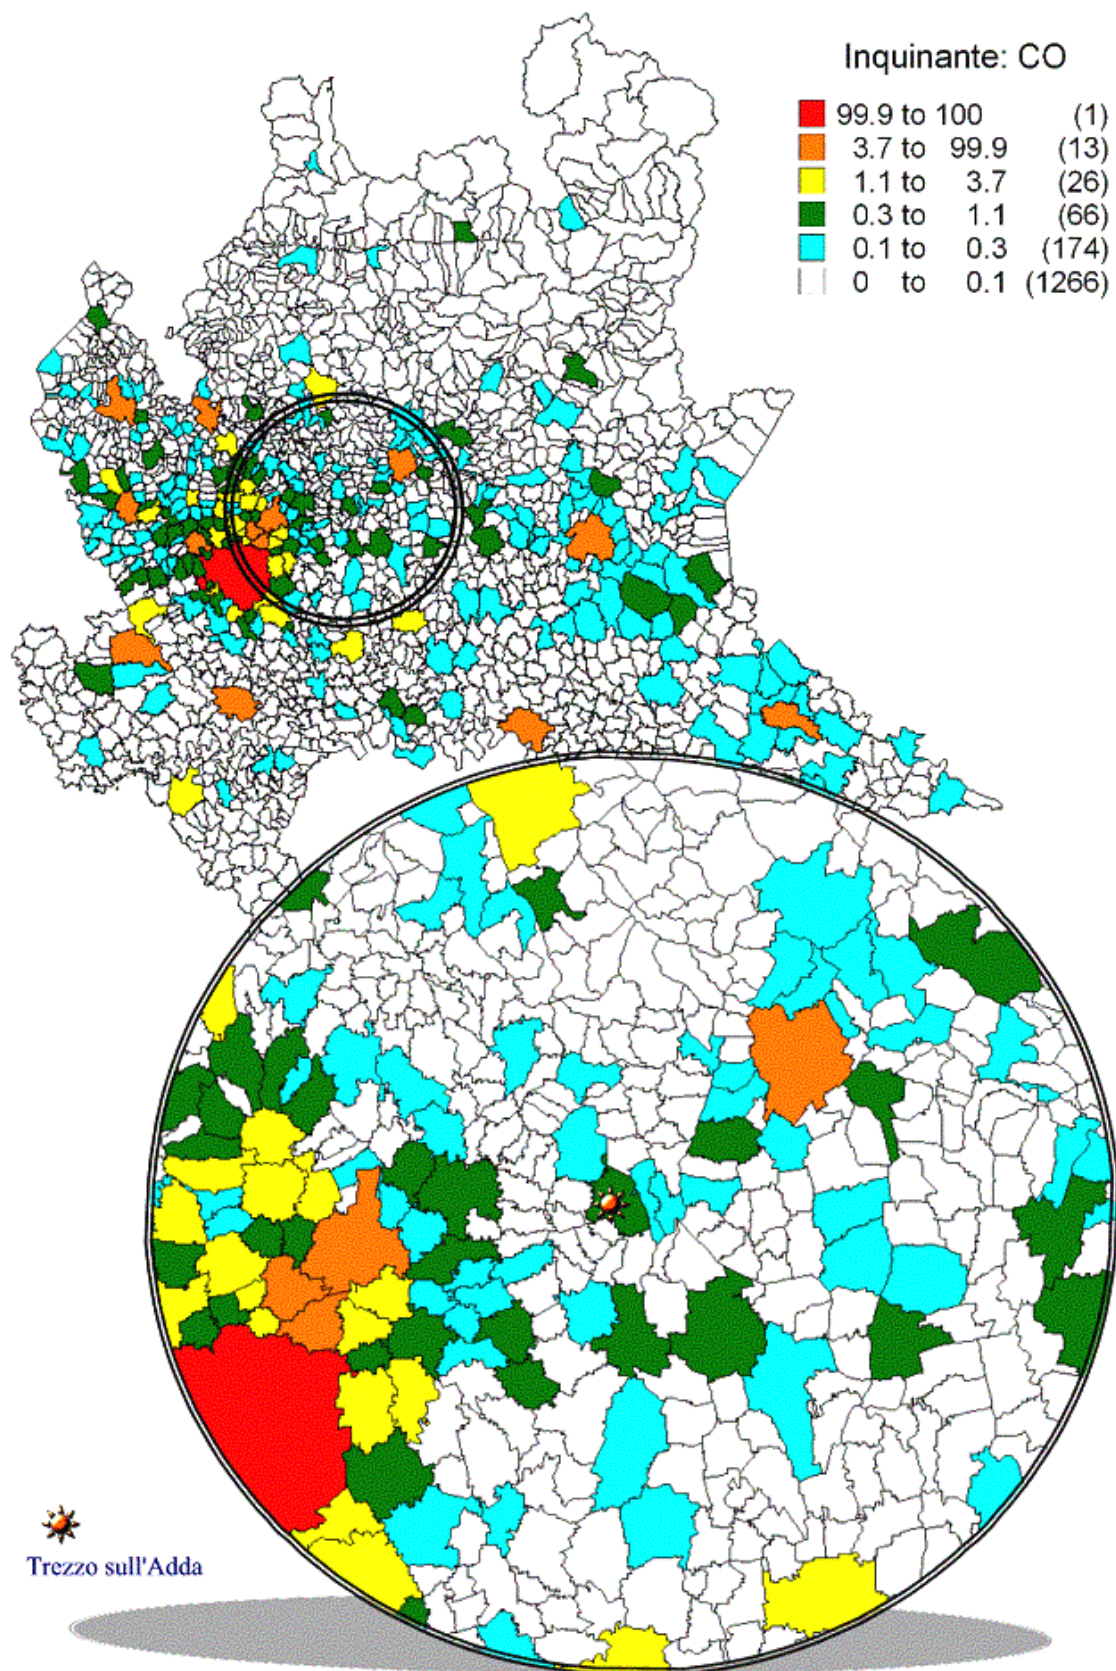 Inquinante: CO
99.9 to 100 (1)
3.7 to 99.9 (13)
1.1 to 3.7 (26)
0.3 to 1.1 (66)
0.1 to 0.3 (174)
0 to 0.1 (1266)
Trezzo sull'Adda